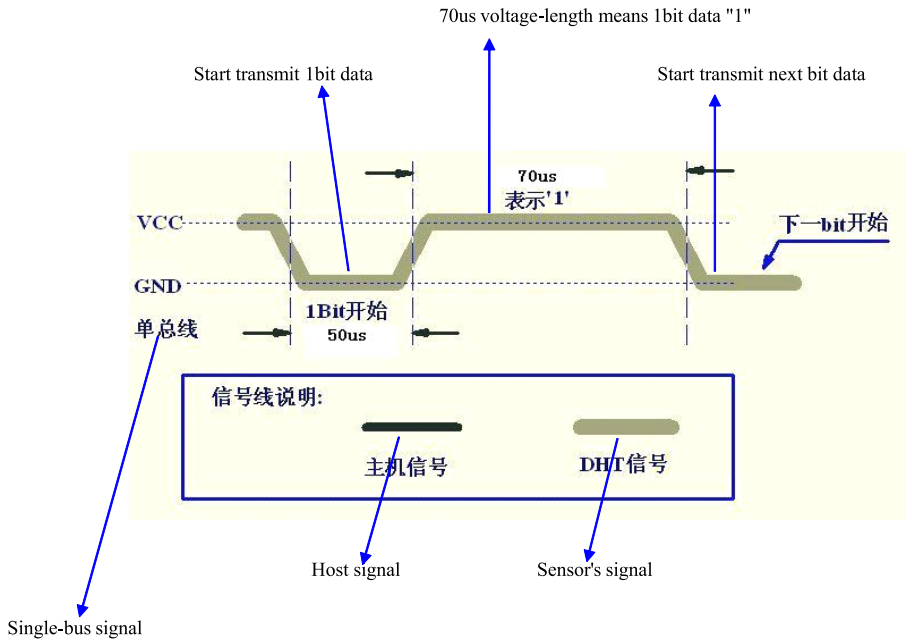 70us voltage-length means 1bit data "1"
Start transmit 1bit data
Start transmit next bit data
70us
表示'1'
VCC
下一bit开始
GND
1Bit开始
单总线
50us
信号线说明:
主机信号
DHT信号
Host signal
Sensor's signal
Single-bus signal